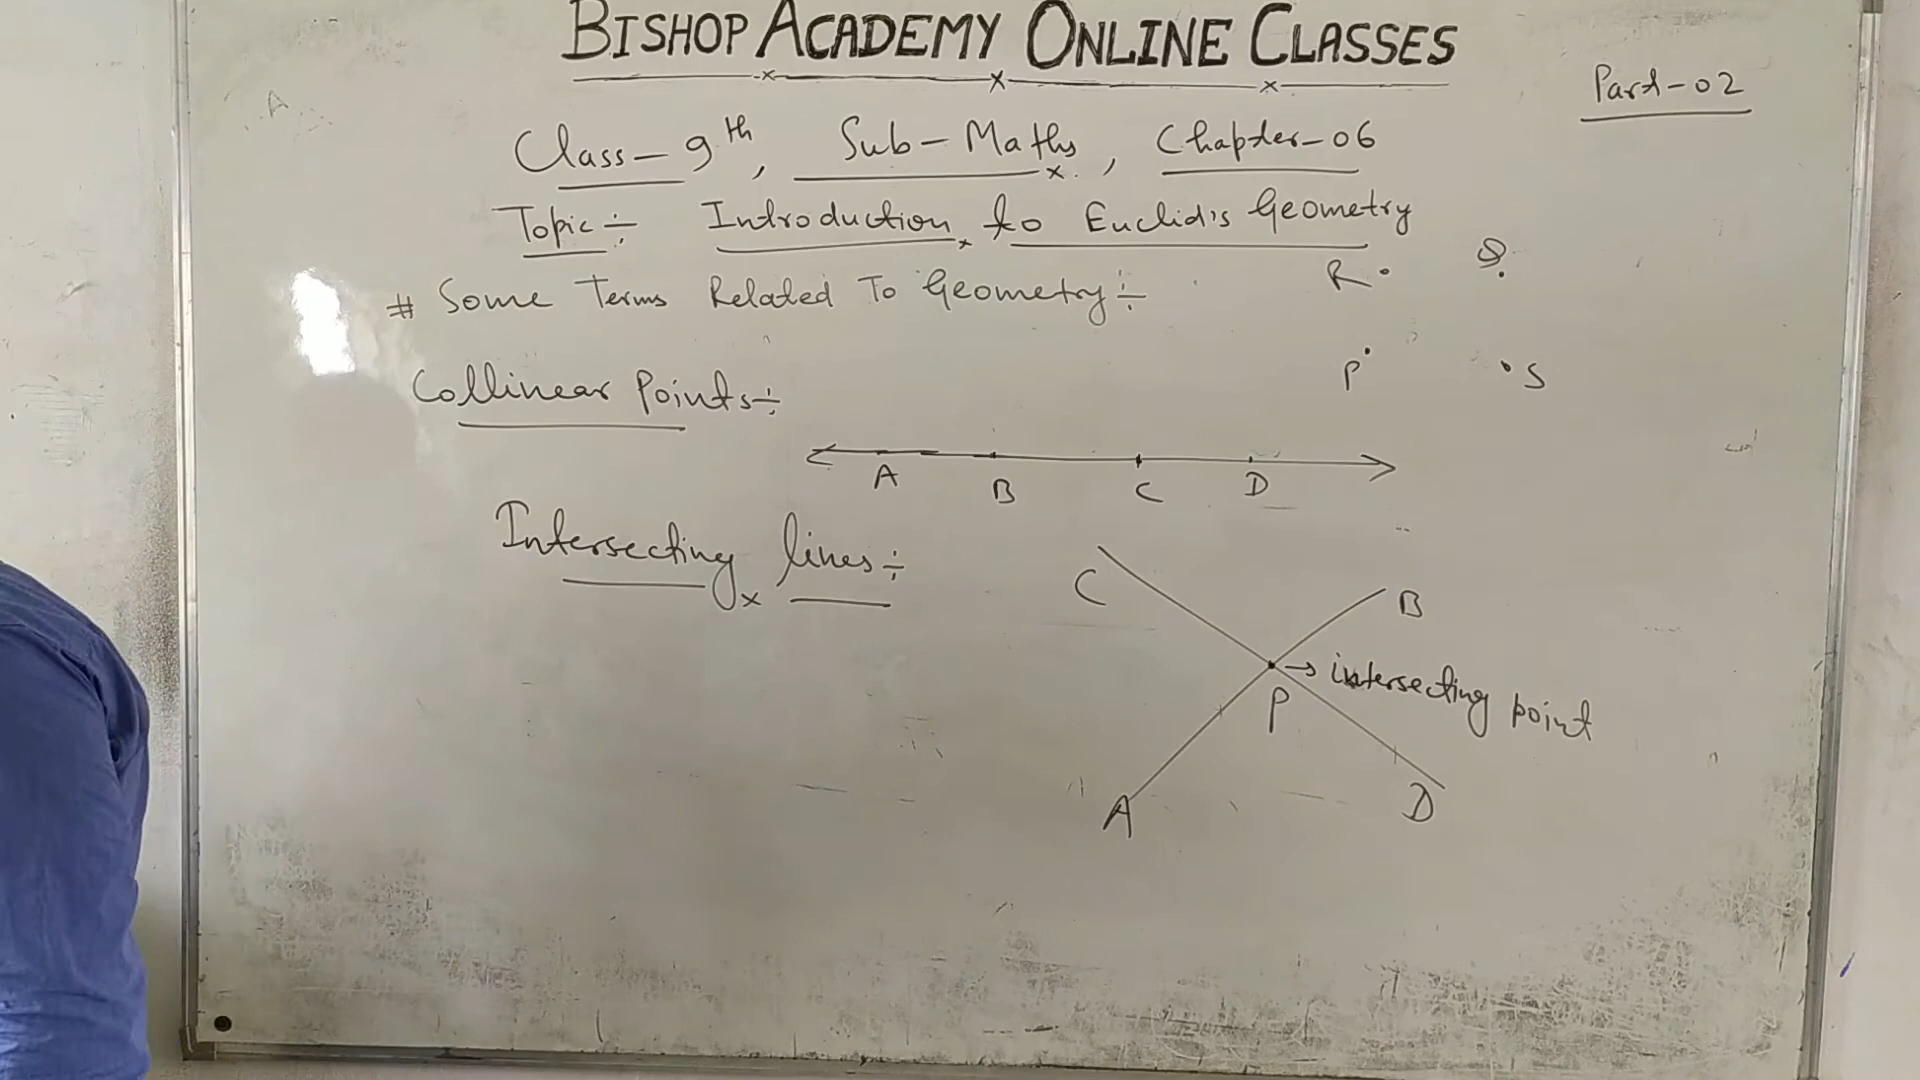 BISHOP ACADEMY ONLINE CLASSES
Part-02
Class-9th, Sub-Maths, Chapter-06
Topic÷ Introduction to Euclid's Geometry
# Some Terms Related To Geometry÷
R Q
P S
Collinear Points÷
A B C D
Intersecting lines÷
C B
P → intersecting point
A D